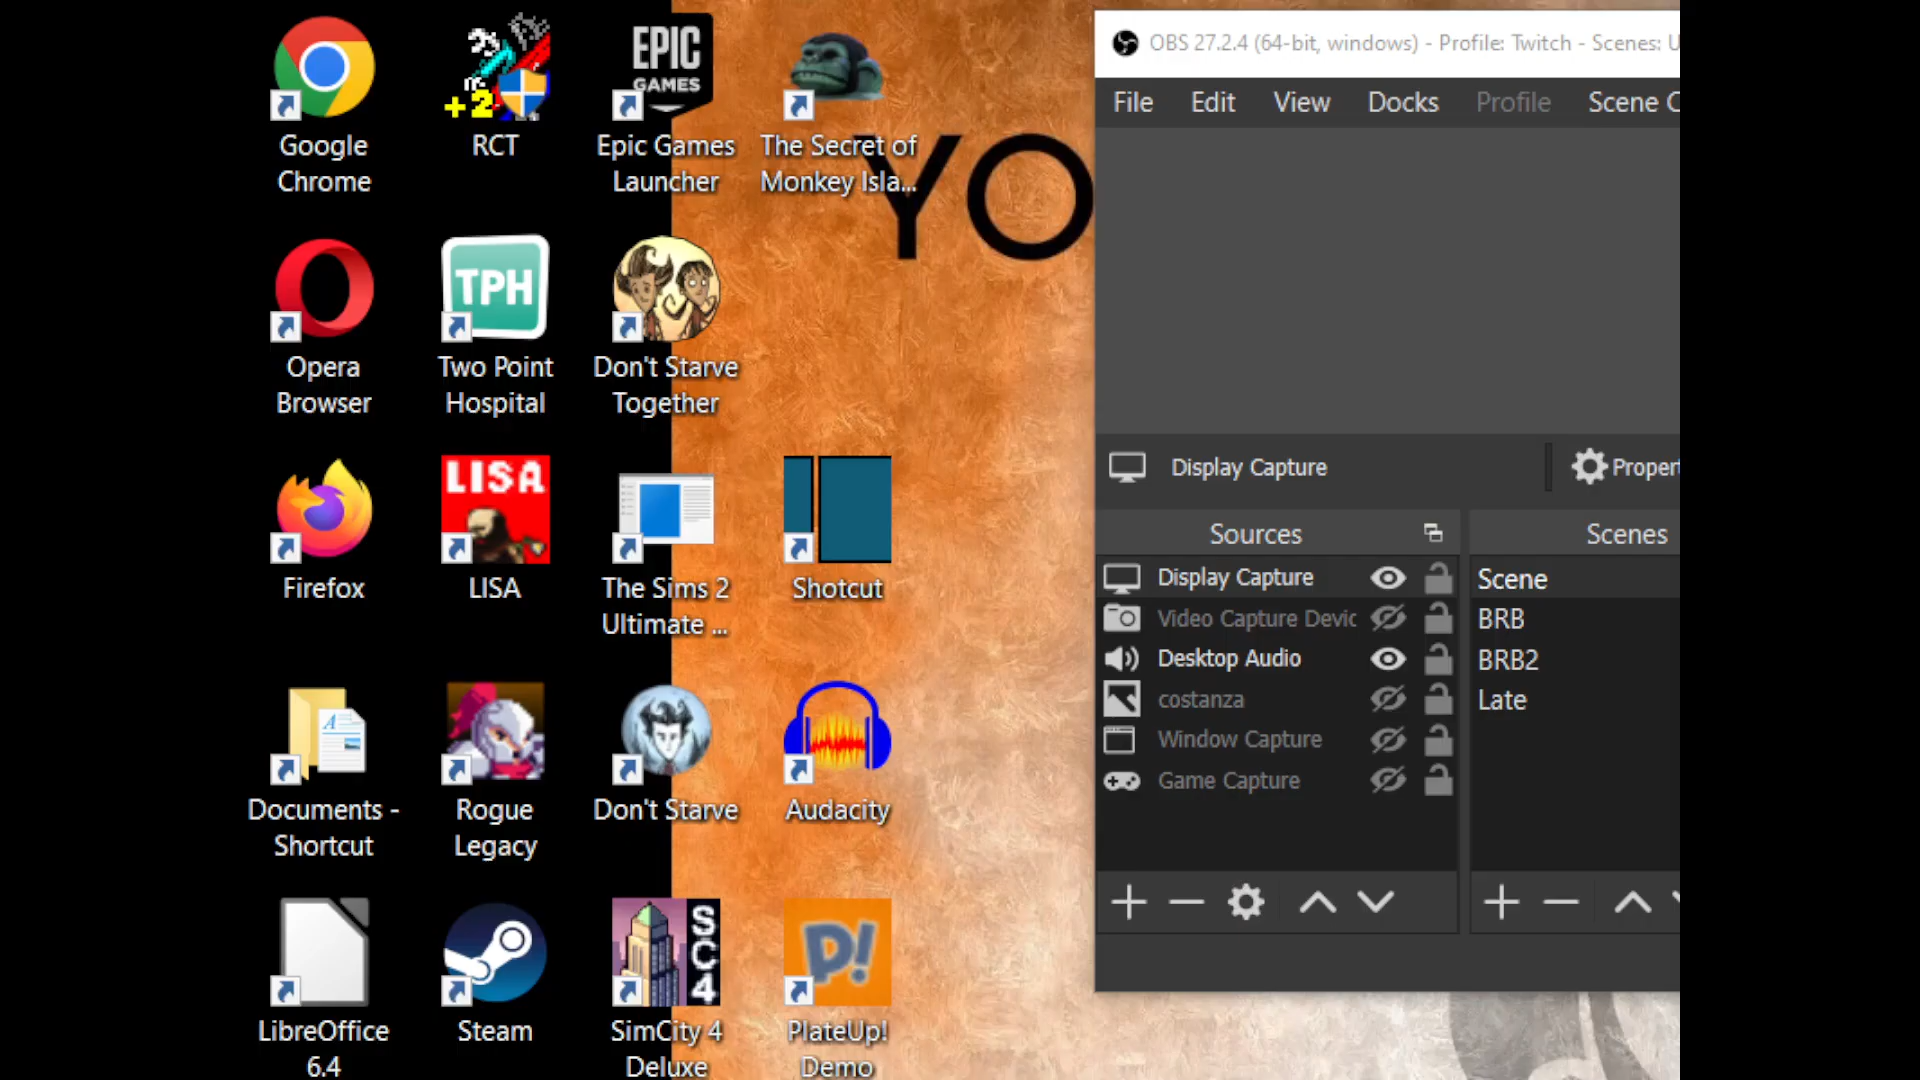 Google
Chrome
+2
RCT
EPIC
GAMES
Epic Games
Launcher
The Secret of
Monkey Isla...
YO
Opera
Browser
TPH
Two Point
Hospital
Don't Starve
Together
Firefox
LISA
LISA
The Sims 2
Ultimate ...
Shotcut
Documents -
Shortcut
Rogue
Legacy
Don't Starve
Audacity
LibreOffice
6.4
Steam
SC4
SimCity 4
Deluxe
P!
PlateUp!
Demo
OBS 27.2.4 (64-bit, windows) - Profile: Twitch - Scenes: U
File Edit View Docks Profile Scene C
Display Capture
Propert
Sources
Display Capture
Video Capture Devic
Desktop Audio
costanza
Window Capture
Game Capture
Scenes
Scene
BRB
BRB2
Late